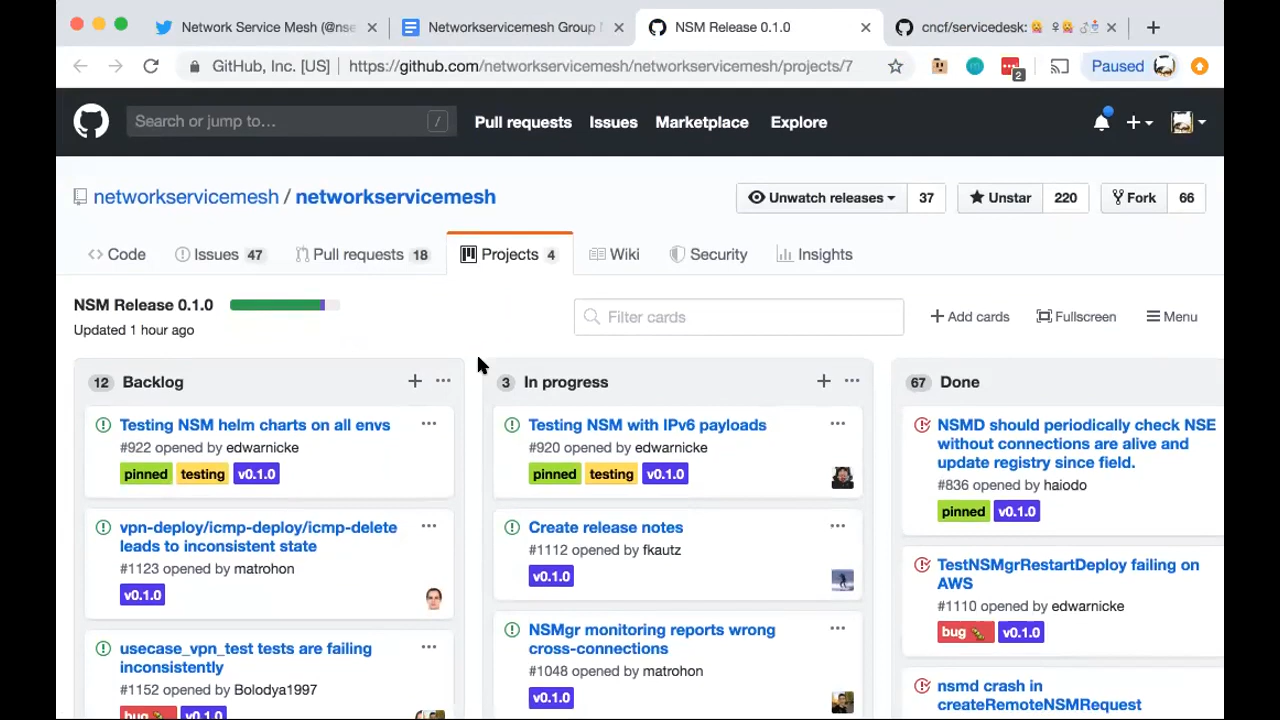 Network Service Mesh (@nse
Networkservicemesh Group
NSM Release 0.1.0
cncf/servicedesk:
GitHub, Inc. [US] | https://github.com/networkservicemesh/networkservicemesh/projects/7
2
Paused
Search or jump to…
/
Pull requests
Issues
Marketplace
Explore
networkservicemesh / networkservicemesh
Unwatch releases
37
Unstar
220
Fork
66
Code
Issues 47
Pull requests 18
Projects 4
Wiki
Security
Insights
NSM Release 0.1.0
Updated 1 hour ago
Filter cards
Add cards
Fullscreen
Menu
12 Backlog
Testing NSM helm charts on all envs
#922 opened by edwarnicke
pinned testing v0.1.0
vpn-deploy/icmp-deploy/icmp-delete
leads to inconsistent state
#1123 opened by matrohon
v0.1.0
usecase_vpn_test tests are failing
inconsistently
#1152 opened by Bolodya1997
bug v0.1.0
3 In progress
Testing NSM with IPv6 payloads
#920 opened by edwarnicke
pinned testing v0.1.0
Create release notes
#1112 opened by fkautz
v0.1.0
NSMgr monitoring reports wrong
cross-connections
#1048 opened by matrohon
v0.1.0
67 Done
NSMD should periodically check NSE
without connections are alive and
update registry since field.
#836 opened by haiodo
pinned v0.1.0
TestNSMgrRestartDeploy failing on
AWS
#1110 opened by edwarnicke
bug v0.1.0
nsmd crash in
createRemoteNSMRequest